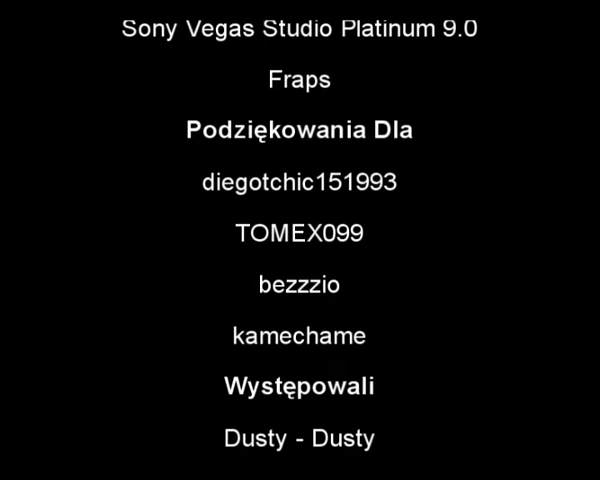 Sony Vegas Studio Platinum 9.0
Fraps
Podziękowania Dla
diegotchic151993
TOMEX099
bezzzio
kamechame
Występowali
Dusty - Dusty